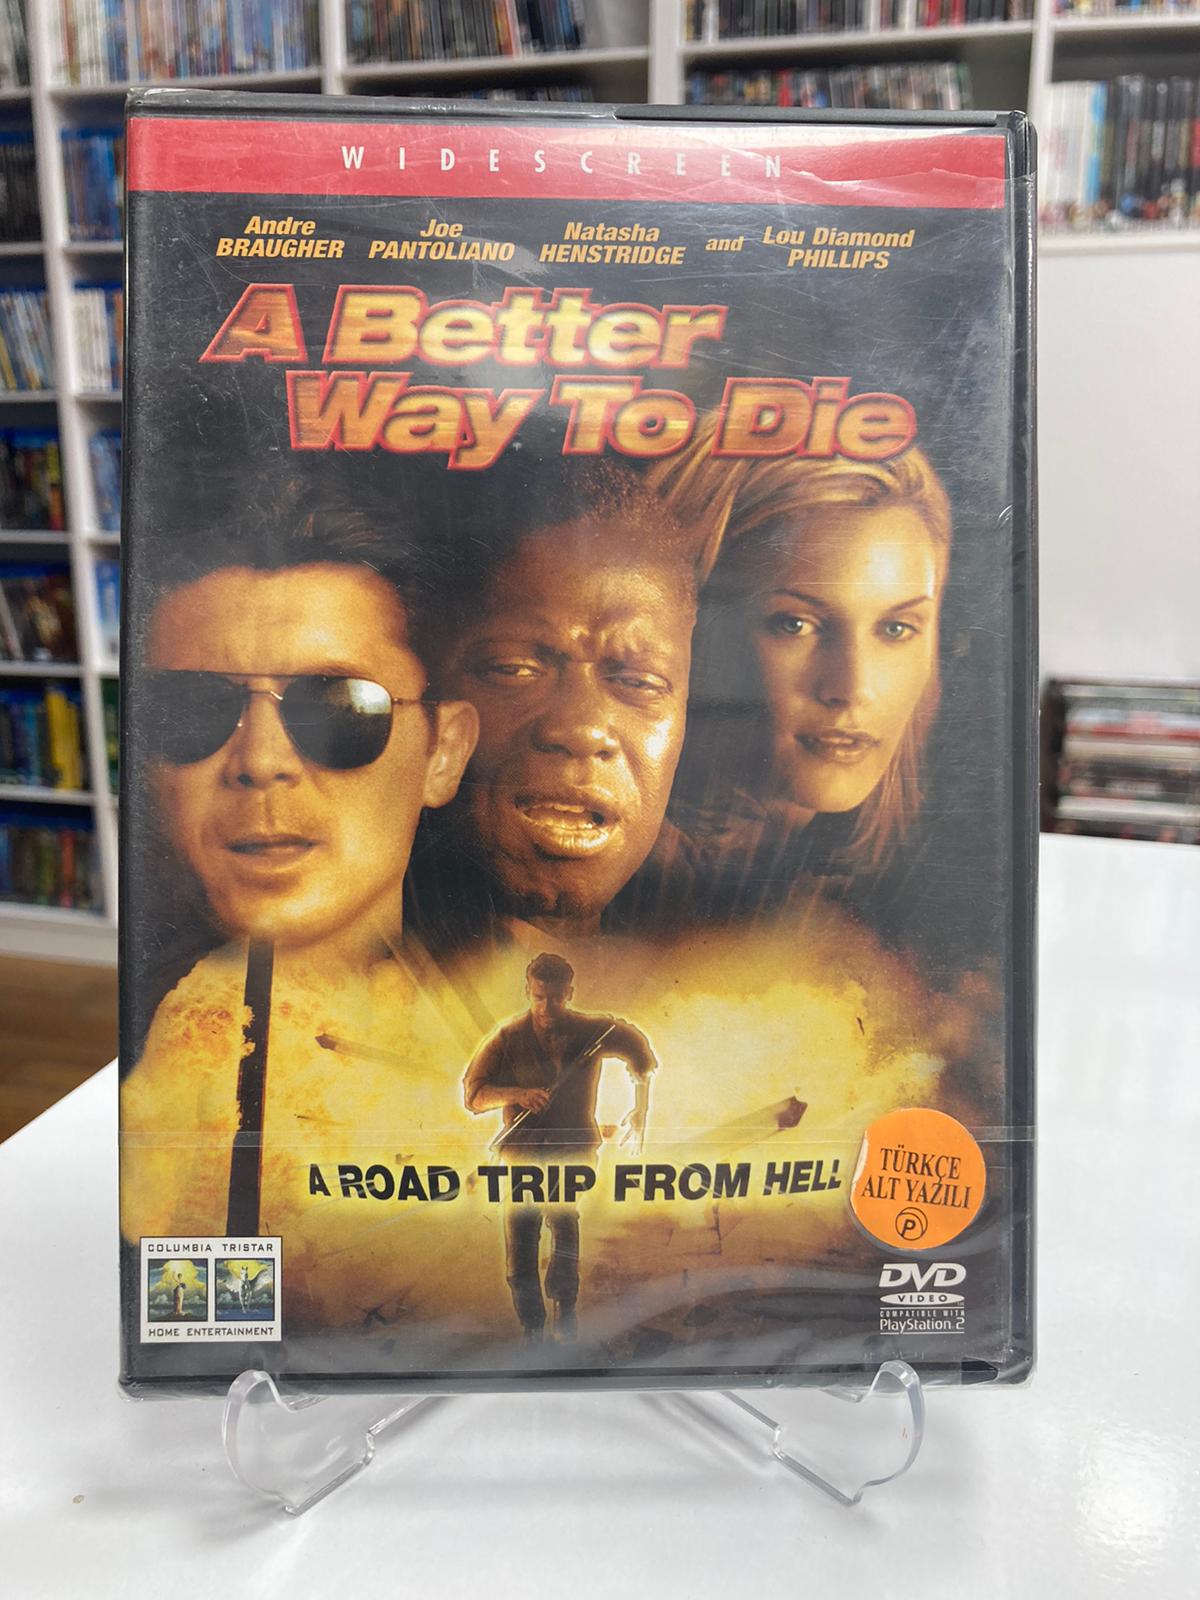 WIDESCREEN
Andre BRAUGHER
Joe PANTOLIANO
Natasha HENSTRIDGE
and
Lou Diamond PHILLIPS
A Better
Way To Die
A ROAD TRIP FROM HELL
TÜRKÇE
ALT YAZILI
P
COLUMBIA TRISTAR
HOME ENTERTAINMENT
DVD
VIDEO
COMPATIBLE WITH
PlayStation 2